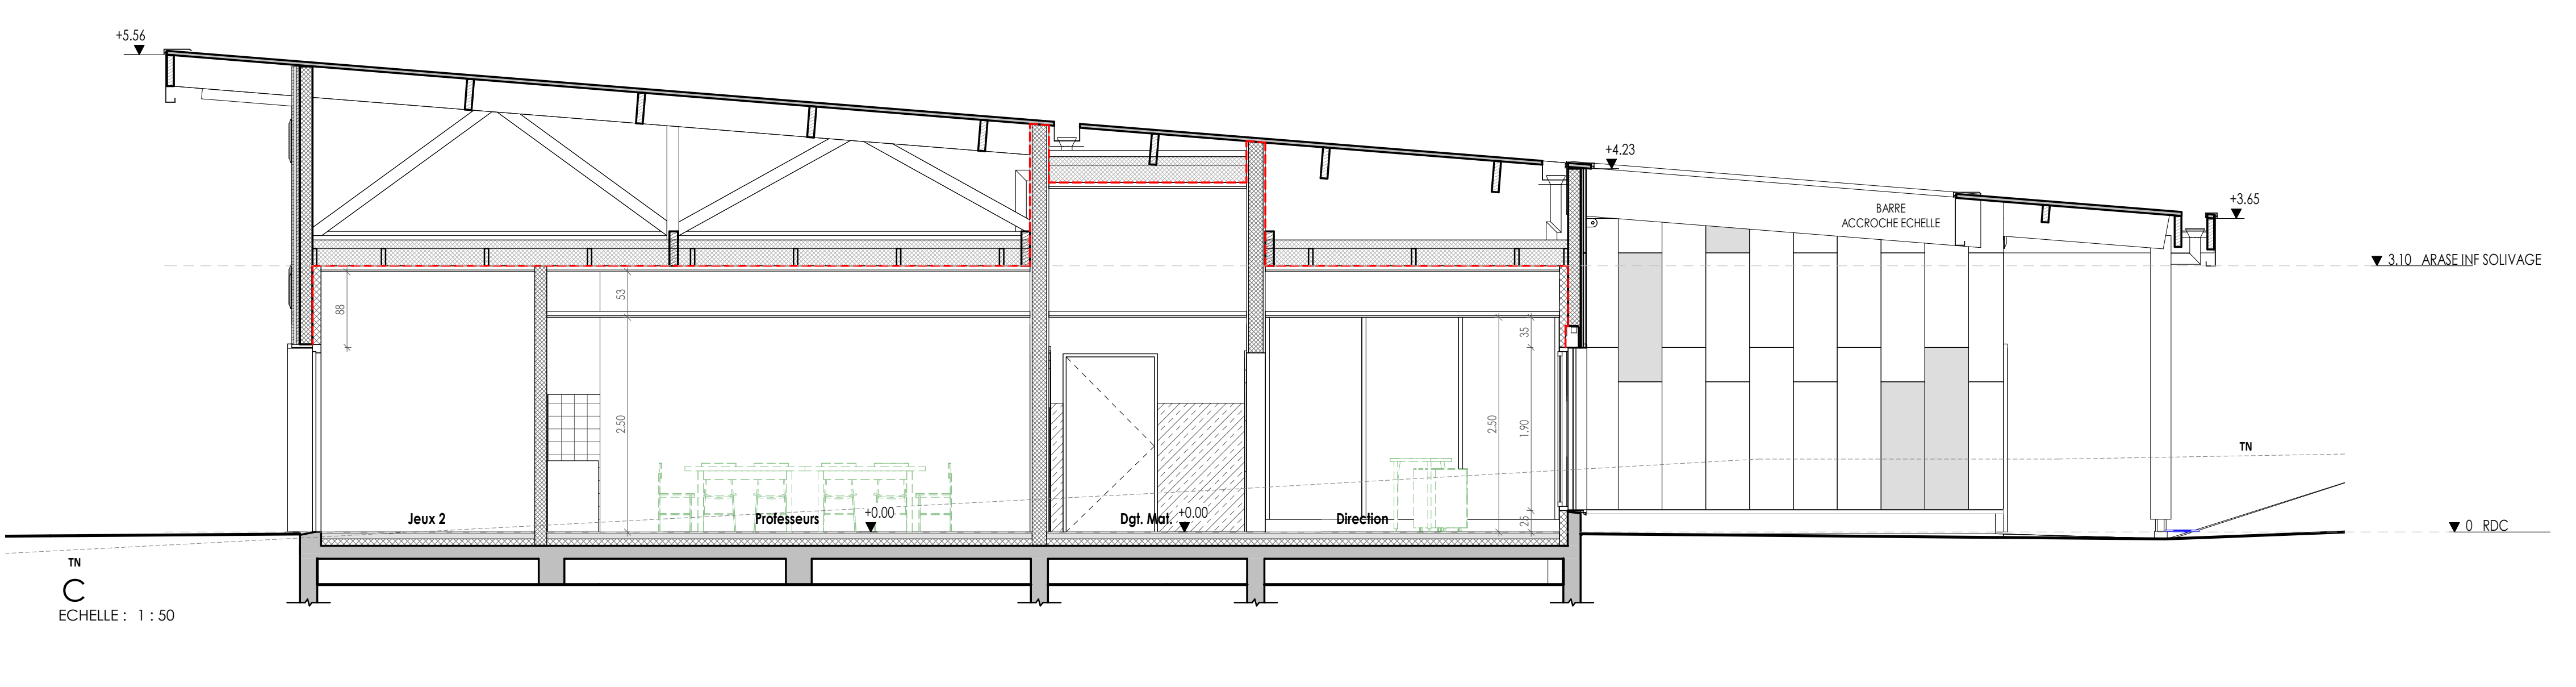 +5.56
+4.23
+3.65
BARRE
ACCROCHE ECHELLE
3.10 ARASE INF SOLIVAGE
88
53
35
2.50
2.50
1.90
25
TN
Jeux 2
Professeurs
+0.00
Dgt. Mat.
+0.00
Direction
0 RDC
TN
C
ECHELLE : 1 : 50